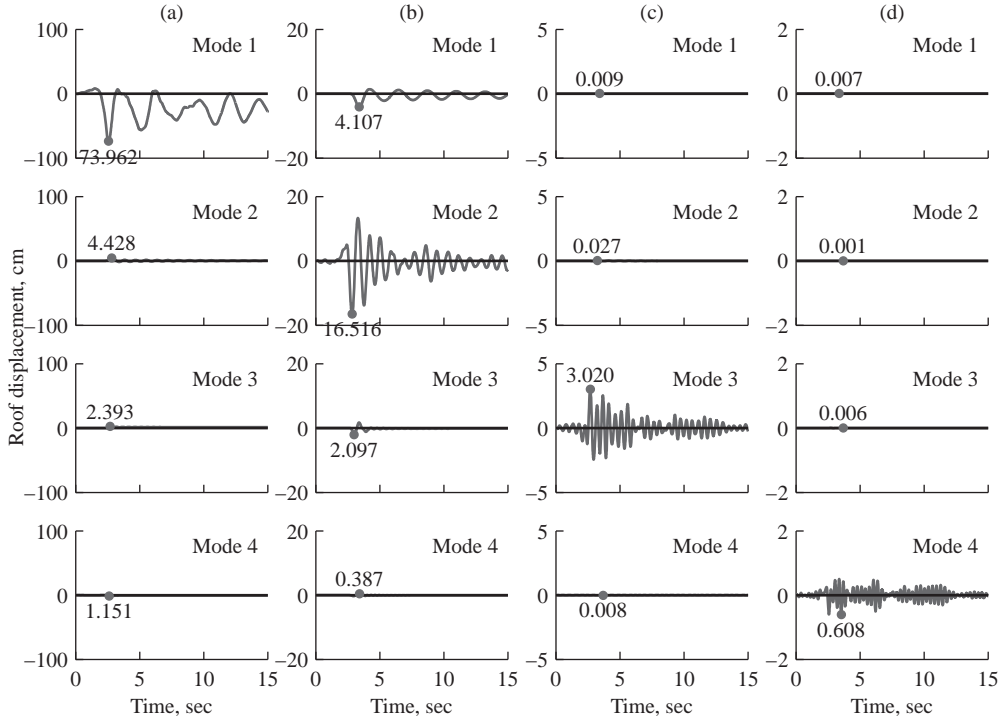 (a) (b) (c) (d)
100 20 5 2
Mode 1 Mode 1 Mode 1 Mode 1
0.009 0.007
0 0 0 0
4.107
73.962
−100 −20 −5 −2
100 20 5 2
Mode 2 Mode 2 Mode 2 Mode 2
4.428 0.027 0.001
0 0 0 0
16.516
−100 20 −5 −2
Roof displacement, cm
100 20 5 2
Mode 3 Mode 3 3.020 Mode 3 Mode 3
2.393 0.006
0 0 0 0
2.097
−100 20 −5 −2
100 20 5 2
Mode 4 Mode 4 Mode 4 Mode 4
0.387
0 0 0 0
1.151 0.008 0.608
−100 20 −5 −2
0 5 10 15 0 5 10 15 0 5 10 15 0 5 10 15
Time, sec Time, sec Time, sec Time, sec